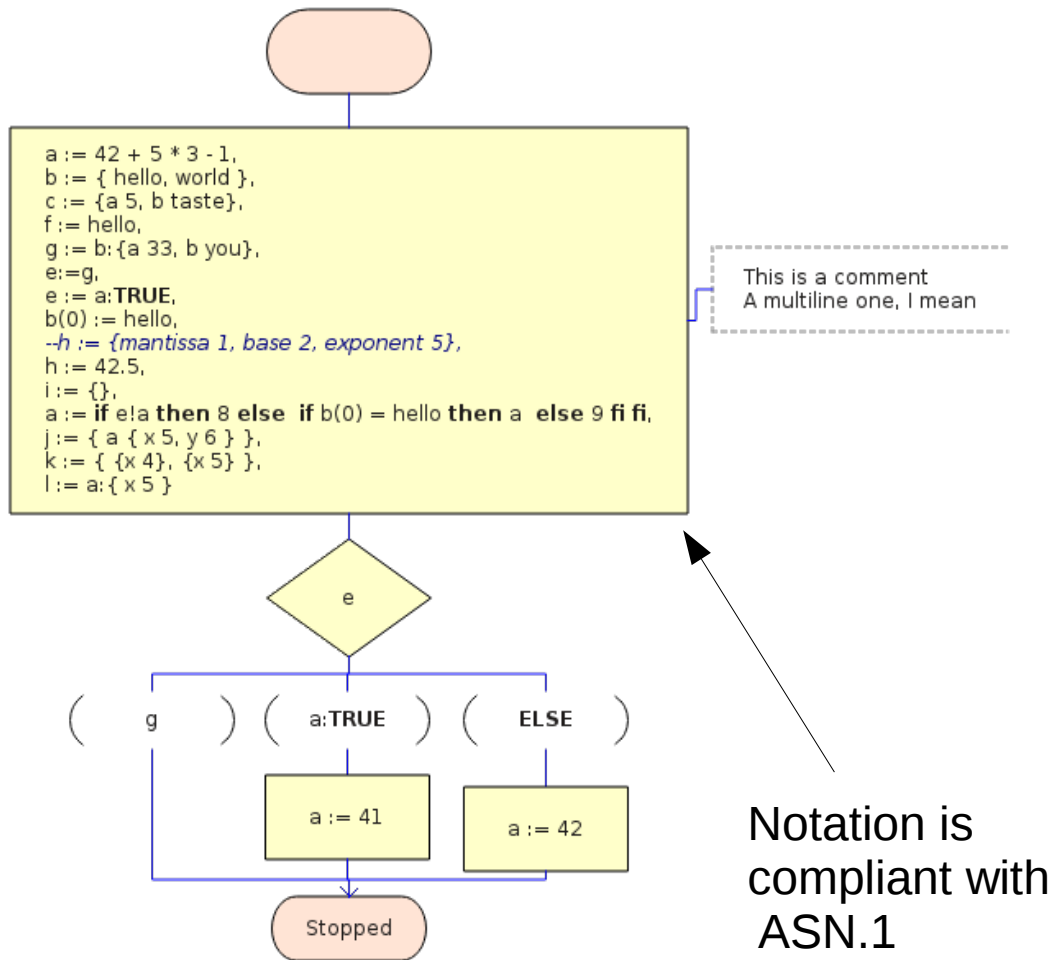 a := 42 + 5 * 3 - 1,
b := { hello, world },
c := {a 5, b taste},
f := hello,
g := b:{a 33, b you},
e:=g,
e := a:TRUE,
b(0) := hello,
--h := {mantissa 1, base 2, exponent 5},
h := 42.5,
i := {},
a := if e!a then 8 else  if b(0) = hello then a  else 9 fi fi,
j := { a { x 5, y 6 } },
k := { {x 4}, {x 5} },
l := a:{ x 5 }
This is a comment
A multiline one, I mean
e
g
a:TRUE
ELSE
a := 41
a := 42
Stopped
Notation is
compliant with
ASN.1